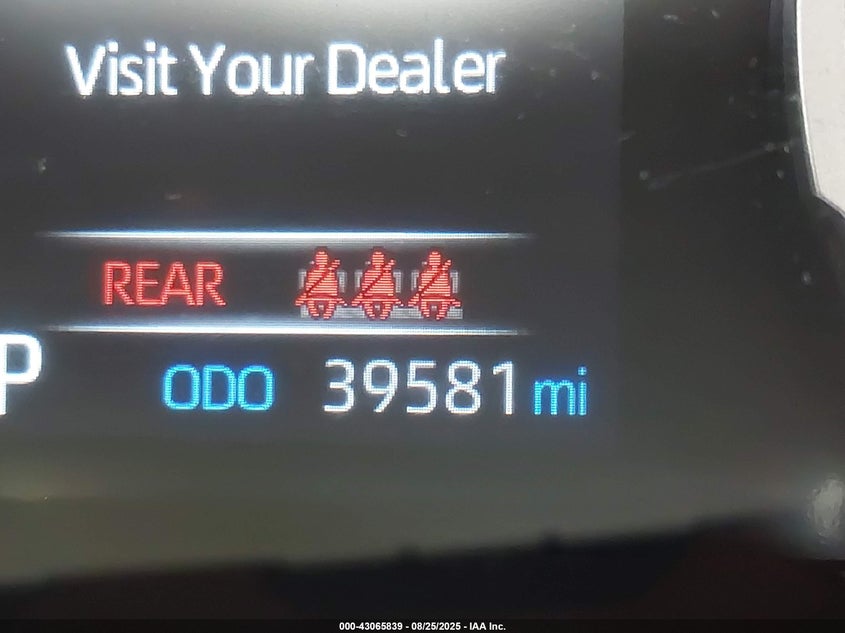 Visit Your Dealer
REAR
P
ODO 39581 mi
000-43065839 - 08/25/2025 - IAA Inc.